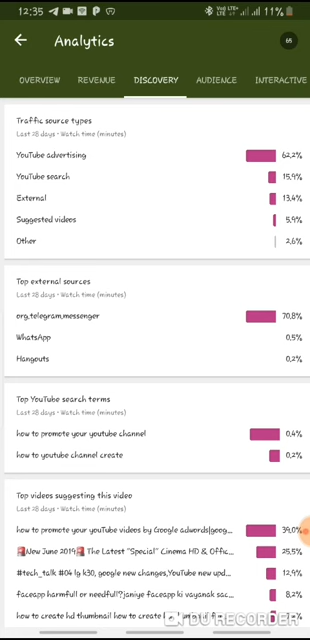 12:35
Vo) LTE+
LTE+
11%
Analytics
65
OVERVIEW REVENUE DISCOVERY AUDIENCE INTERACTIVE
Traffic source types
Last 28 days • Watch time (minutes)
YouTube advertising 62,2%
YouTube search 15,9%
External 13,4%
Suggested videos 5,9%
Other 2,6%
Top external sources
Last 28 days • Watch time (minutes)
org.telegram.messenger 70,8%
WhatsApp 0,5%
Hangouts 0,2%
Top YouTube search terms
Last 28 days • Watch time (minutes)
how to promote your youtube channel 0,4%
how to youtube channel create 0,2%
Top videos suggesting this video
Last 28 days • Watch time (minutes)
how to promote your youTube videos by Google adwords|goog... 39,0%
🚨New June 2019🚨 The Latest "Special" Cinema HD & Offic... 25,5%
#tech_talk #04 lg k30, google new changes,YouTube new upd... 12,9%
faceapp harmfull or needful!?janiye faceapp ki vayanak sac... 8,2%
how to create hd thumbnail how to create
DU RECORDER